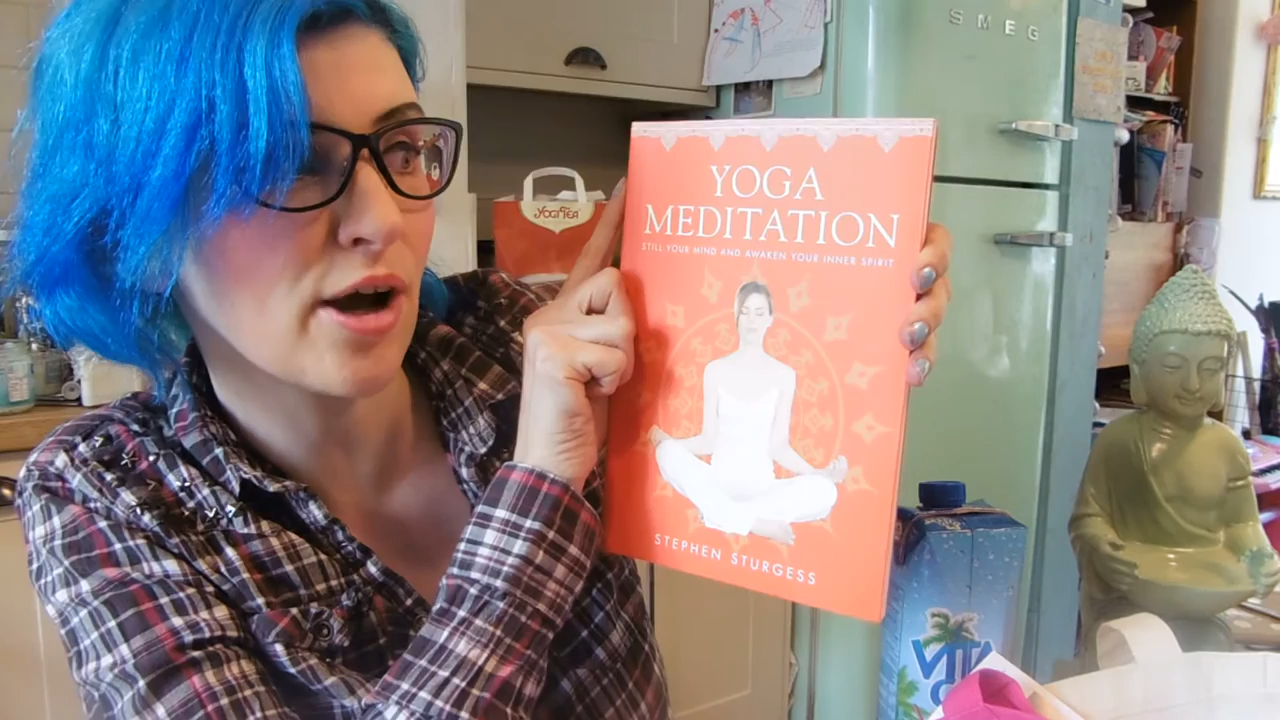 SMEG
YOGI TEA
YOGA
MEDITATION
STILL YOUR MIND AND AWAKEN YOUR INNER SPIRIT
STEPHEN STURGESS
VITA